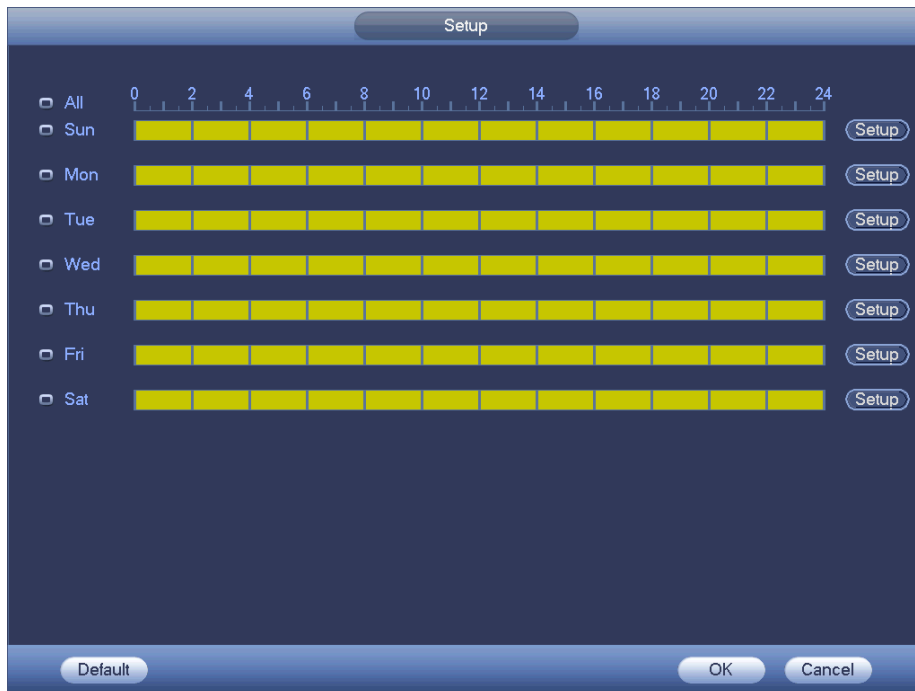 Setup
All 0 2 4 6 8 10 12 14 16 18 20 22 24
Sun Setup
Mon Setup
Tue Setup
Wed Setup
Thu Setup
Fri Setup
Sat Setup
Default OK Cancel